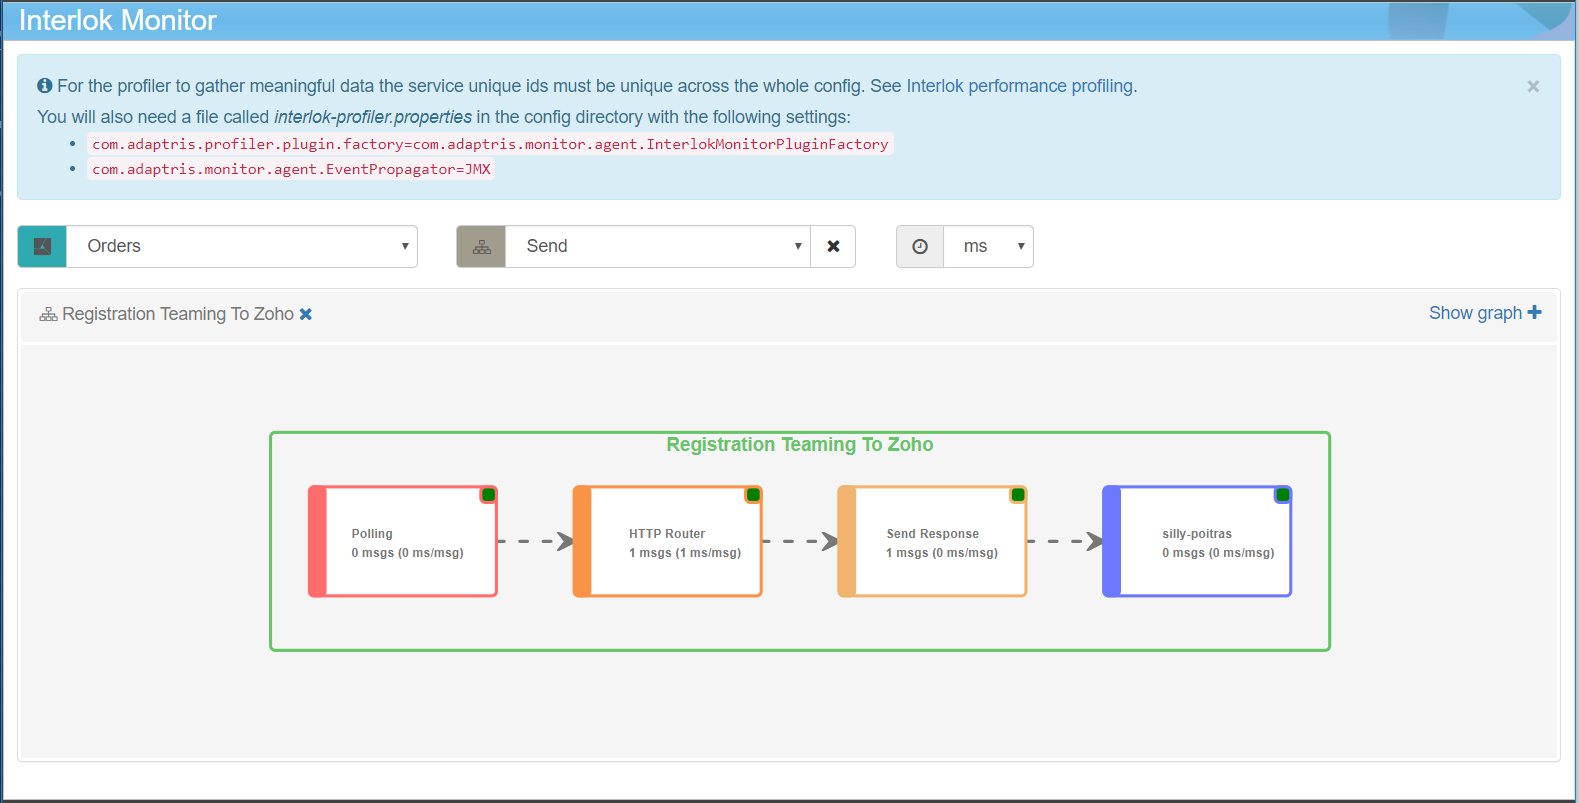 Interlok Monitor
For the profiler to gather meaningful data the service unique ids must be unique across the whole config. See Interlok performance profiling.
You will also need a file called interlok-profiler.properties in the config directory with the following settings:
com.adaptris.profiler.plugin.factory=com.adaptris.monitor.agent.InterlokMonitorPluginFactory
com.adaptris.monitor.agent.EventPropagator=JMX
Orders
Send
ms
Registration Teaming To Zoho
Show graph
Registration Teaming To Zoho
Polling
0 msgs (0 ms/msg)
HTTP Router
1 msgs (1 ms/msg)
Send Response
1 msgs (0 ms/msg)
silly-poitras
0 msgs (0 ms/msg)